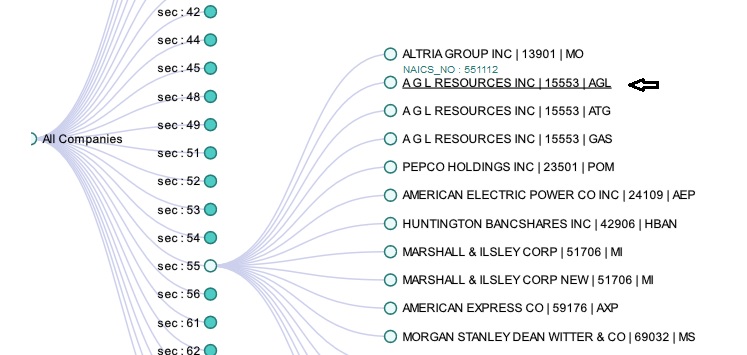 sec : 42
sec : 44
sec : 45
sec : 48
sec : 49
All Companies
sec : 51
sec : 52
sec : 53
sec : 54
sec : 55
sec : 56
sec : 61
sec : 62
ALTRIA GROUP INC | 13901 | MO
NAICS_NO : 551112
A G L RESOURCES INC | 15553 | AGL
A G L RESOURCES INC | 15553 | ATG
A G L RESOURCES INC | 15553 | GAS
PEPCO HOLDINGS INC | 23501 | POM
AMERICAN ELECTRIC POWER CO INC | 24109 | AEP
HUNTINGTON BANCSHARES INC | 42906 | HBAN
MARSHALL & ILSLEY CORP | 51706 | MI
MARSHALL & ILSLEY CORP NEW | 51706 | MI
AMERICAN EXPRESS CO | 59176 | AXP
MORGAN STANLEY DEAN WITTER & CO | 69032 | MS